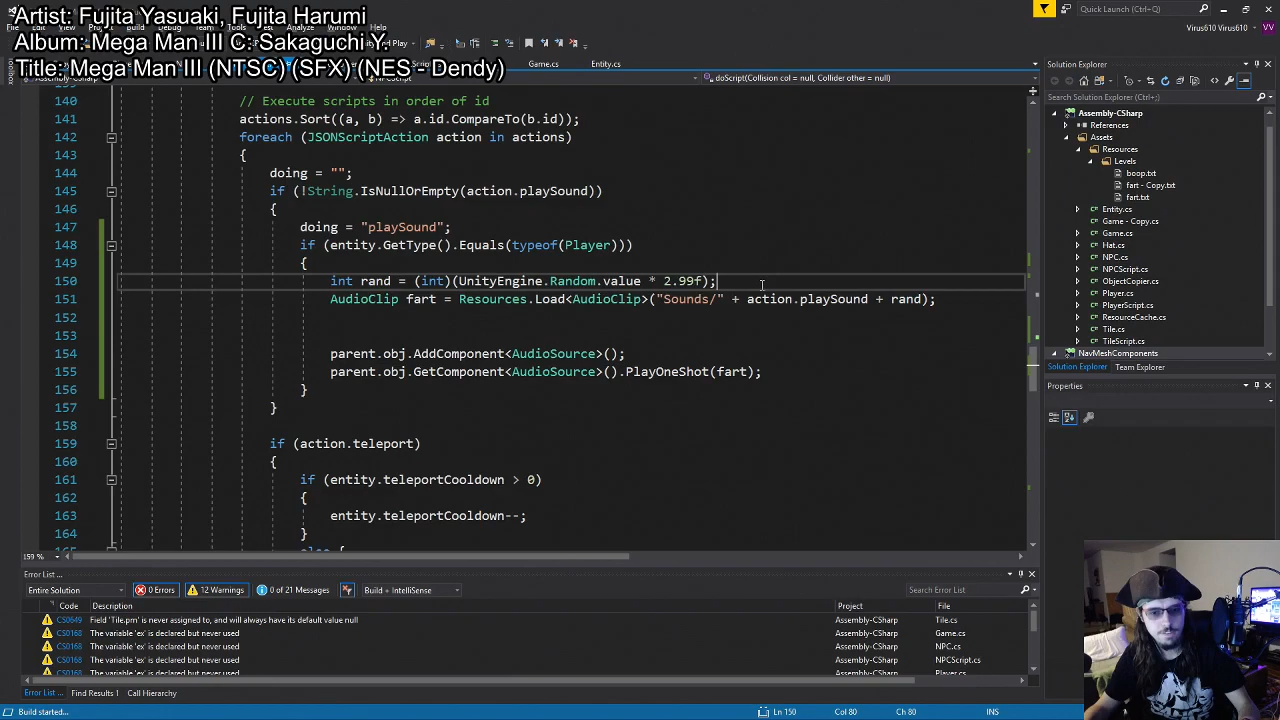 Artist: Fujita Yasuaki, Fujita Harumi
Album: Mega Man III C: Sakaguchi Y.
Title: Mega Man III (NTSC) (SFX) (NES - Dendy)
Quick Launch (Ctrl+Q)
Virus610
VV
Game.cs
Entity.cs
doScript(Collision col = null, Collider other = null)
140 // Execute scripts in order of id
141 actions.Sort((a, b) => a.id.CompareTo(b.id));
142 foreach (JSONScriptAction action in actions)
143 {
144 doing = "";
145 if (!String.IsNullOrEmpty(action.playSound))
146 {
147 doing = "playSound";
148 if (entity.GetType().Equals(typeof(Player)))
149 {
150 int rand = (int)(UnityEngine.Random.value * 2.99f);
151 AudioClip fart = Resources.Load<AudioClip>("Sounds/" + action.playSound + rand);
152
153
154 parent.obj.AddComponent<AudioSource>();
155 parent.obj.GetComponent<AudioSource>().PlayOneShot(fart);
156 }
157 }
158
159 if (action.teleport)
160 {
161 if (entity.teleportCooldown > 0)
162 {
163 entity.teleportCooldown--;
164 }
165 else {
159 %
Solution Explorer
Search Solution Explorer (Ctrl+;)
Assembly-CSharp
References
Assets
Resources
Levels
boop.txt
fart - Copy.txt
fart.txt
Entity.cs
Game - Copy.cs
Game.cs
Hat.cs
NPC.cs
NPCScript.cs
ObjectCopier.cs
Player.cs
PlayerScript.cs
ResourceCache.cs
Tile.cs
TileScript.cs
NavMeshComponents
Solution Explorer Team Explorer
Properties
Error List ...
Entire Solution
0 Errors
12 Warnings
0 of 21 Messages
Build + IntelliSense
Search Error List
Code Description Project File
CS0649 Field 'Tile.pm' is never assigned to, and will always have its default value null Assembly-CSharp Tile.cs
CS0168 The variable 'ex' is declared but never used Assembly-CSharp Game.cs
CS0168 The variable 'ex' is declared but never used Assembly-CSharp NPC.cs
CS0168 The variable 'ex' is declared but never used Assembly-CSharp NPCScript.cs
CS0168 The variable 'ex' is declared but never used Assembly-CSharp
Error List ... Find Results 1 Call Hierarchy
Build started...
Ln 150 Col 80 Ch 80 INS